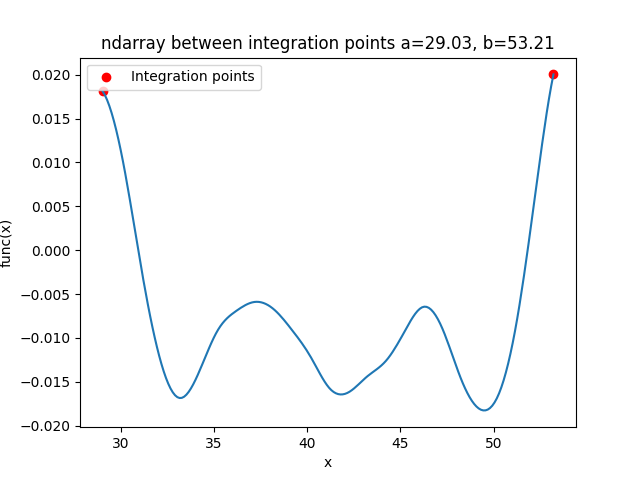 ndarray between integration points a=29.03, b=53.21
Integration points
0.020
0.015
0.010
0.005
0.000
−0.005
−0.010
−0.015
−0.020
func(x)
30 35 40 45 50
x